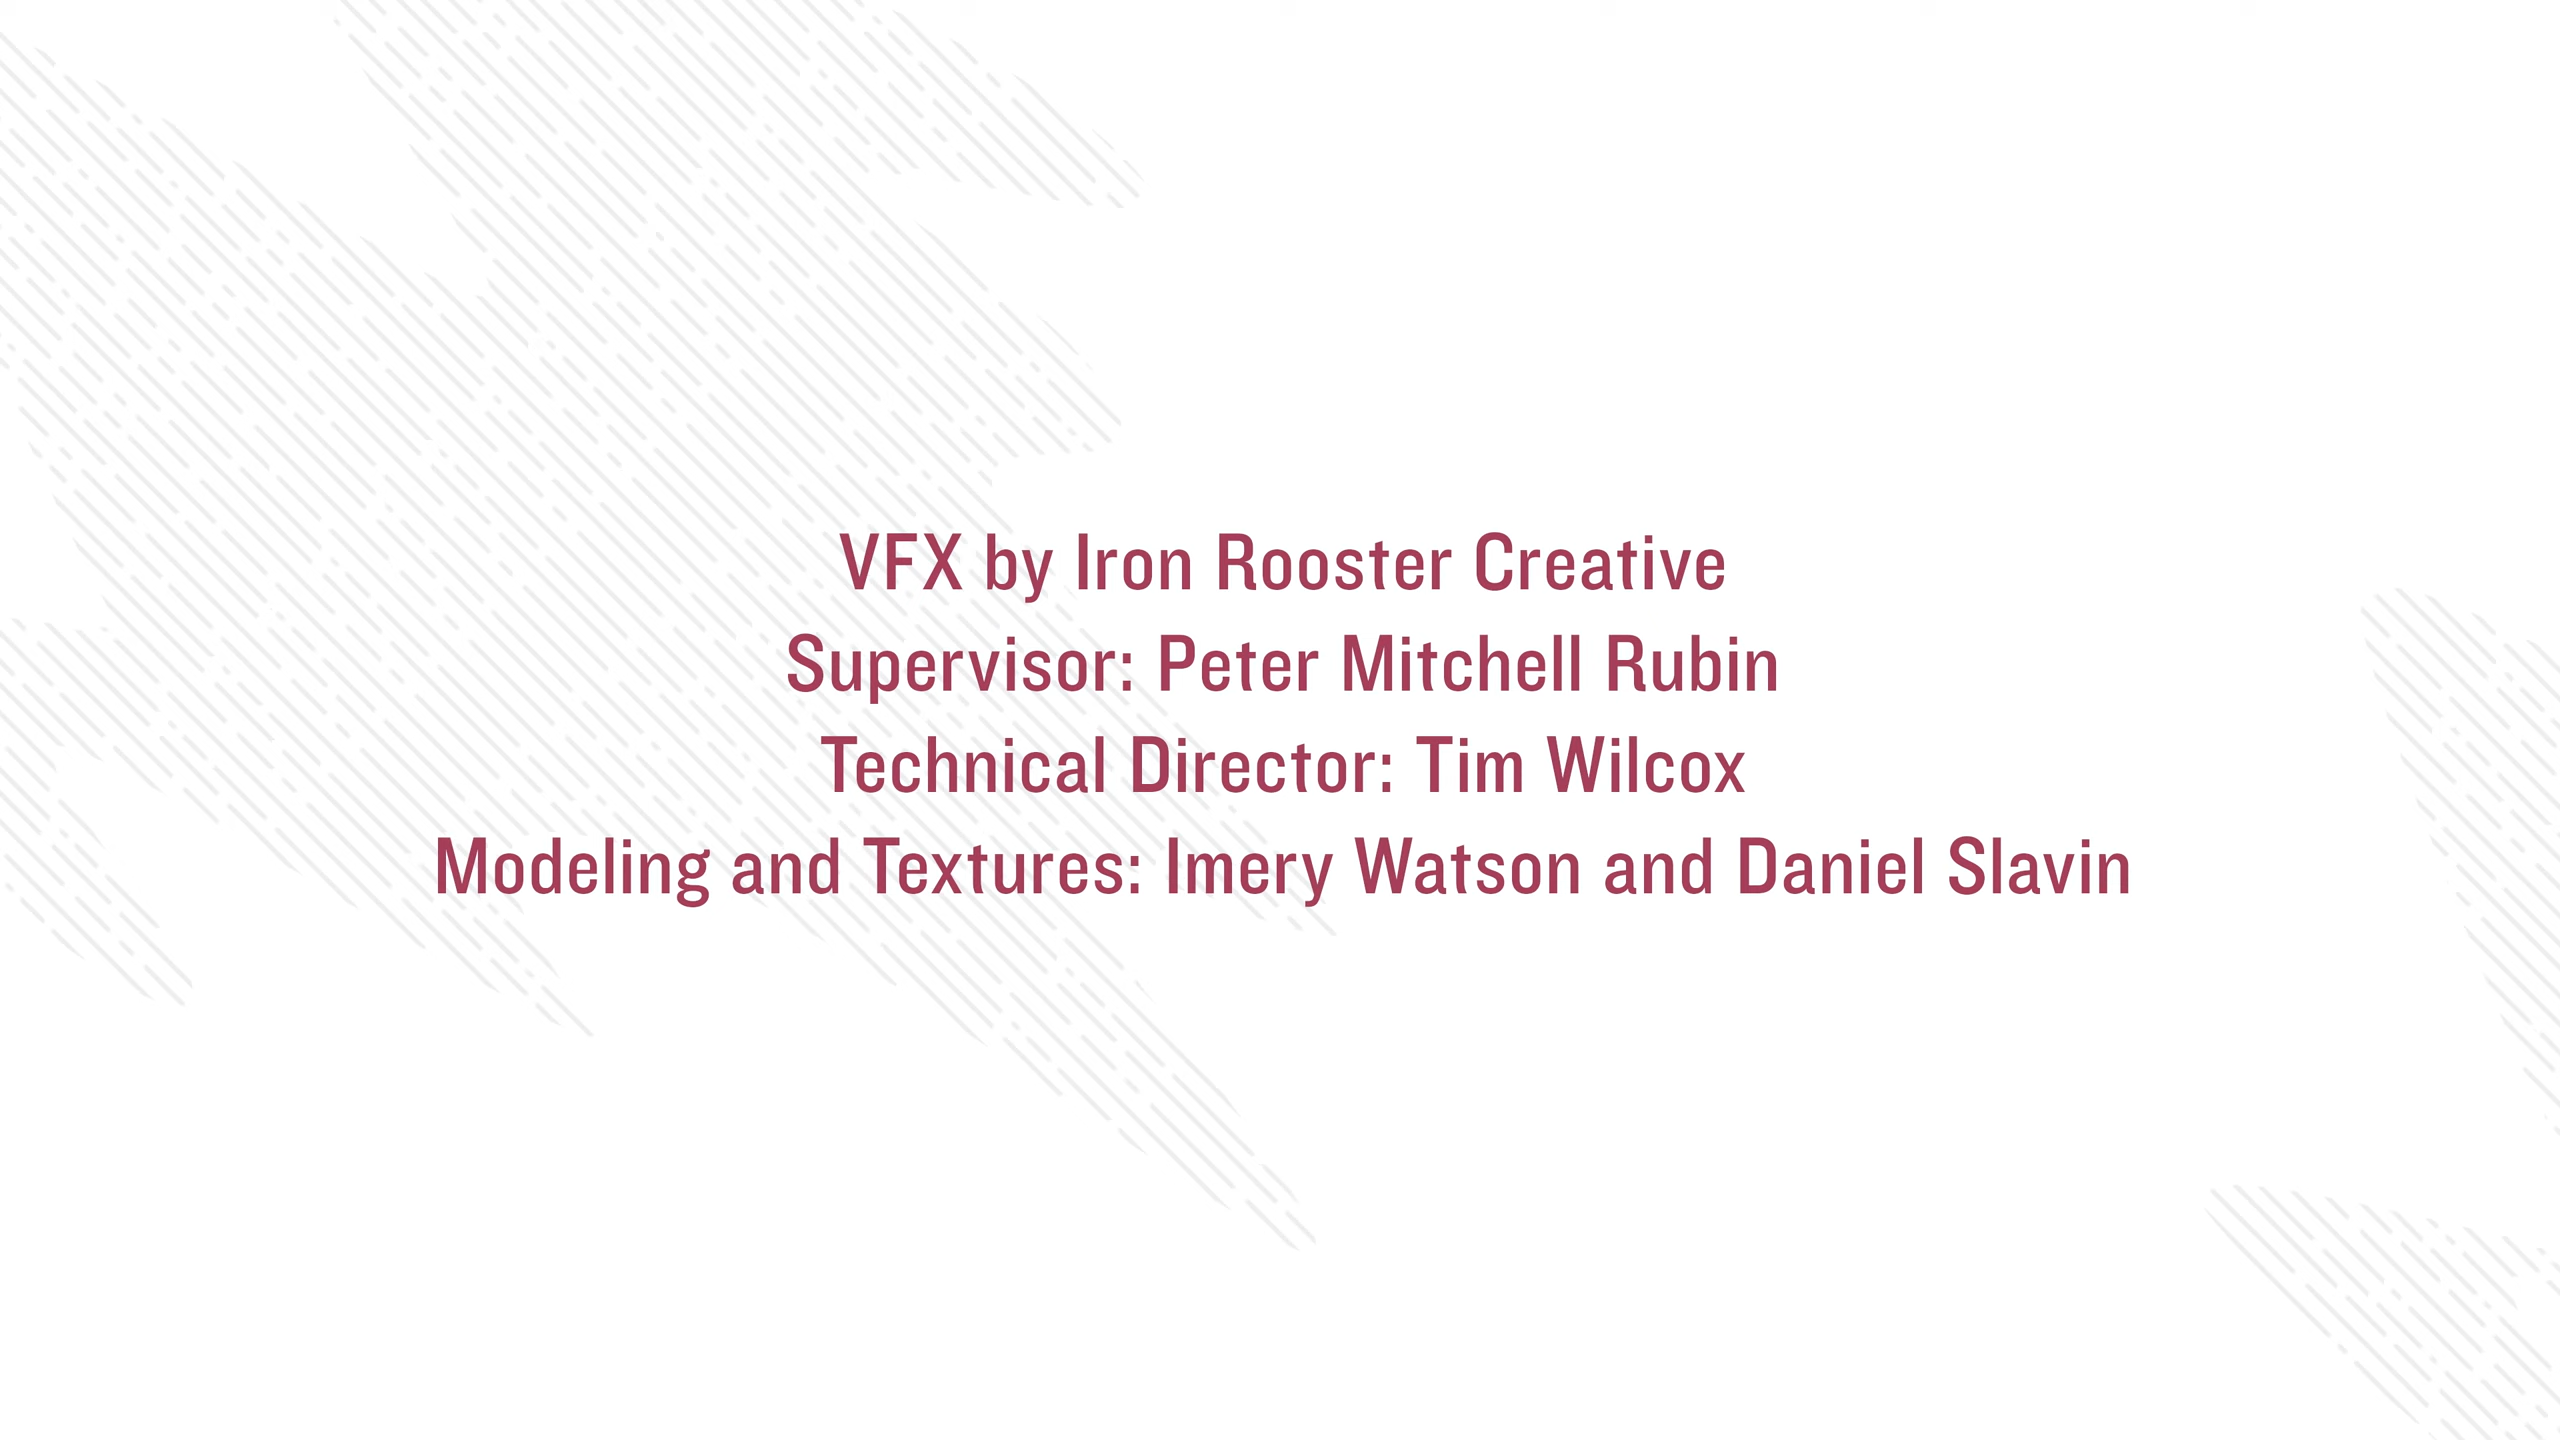 VFX by Iron Rooster Creative
Supervisor: Peter Mitchell Rubin
Technical Director: Tim Wilcox
Modeling and Textures: Imery Watson and Daniel Slavin